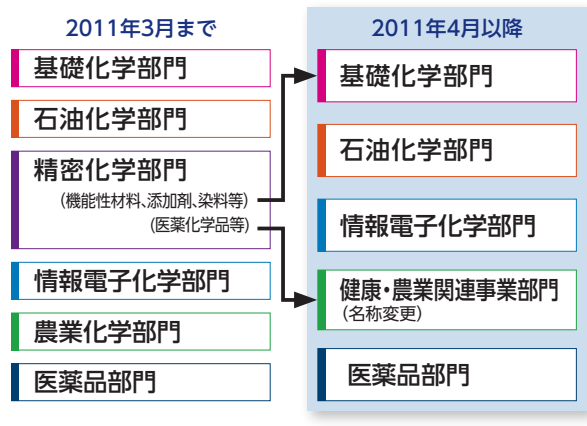 2011年3月まで
基礎化学部門
石油化学部門
精密化学部門
(機能性材料、添加剤、染料等)
(医薬化学品等)
情報電子化学部門
農業化学部門
医薬品部門
2011年4月以降
基礎化学部門
石油化学部門
情報電子化学部門
健康・農業関連事業部門
(名称変更)
医薬品部門